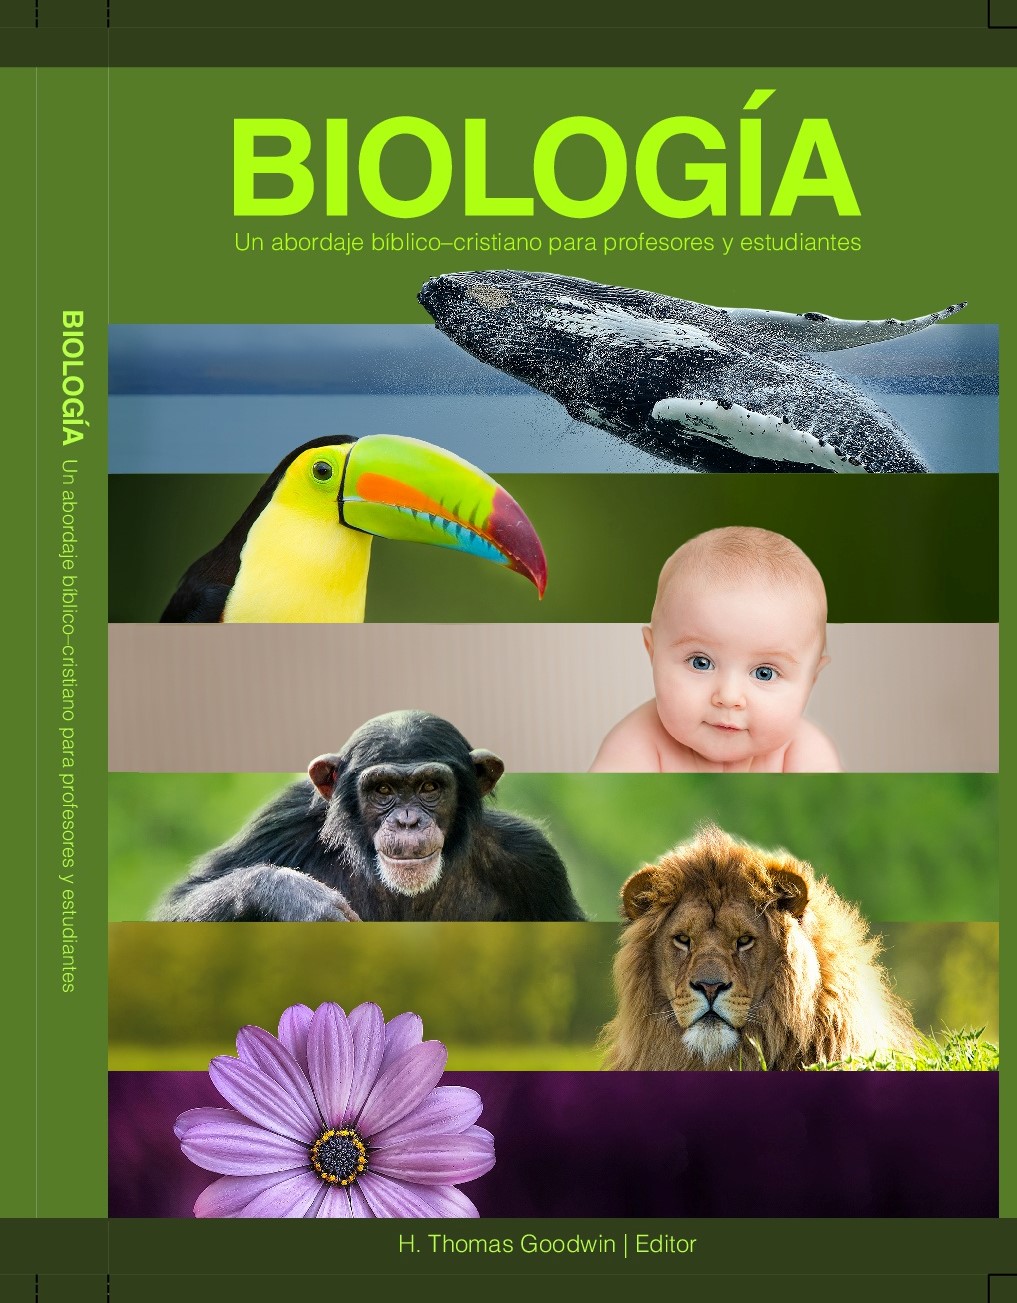 BIOLOGÍA
Un abordaje bíblico–cristiano para profesores y estudiantes
BIOLOGÍA Un abordaje bíblico–cristiano para profesores y estudiantes
H. Thomas Goodwin | Editor